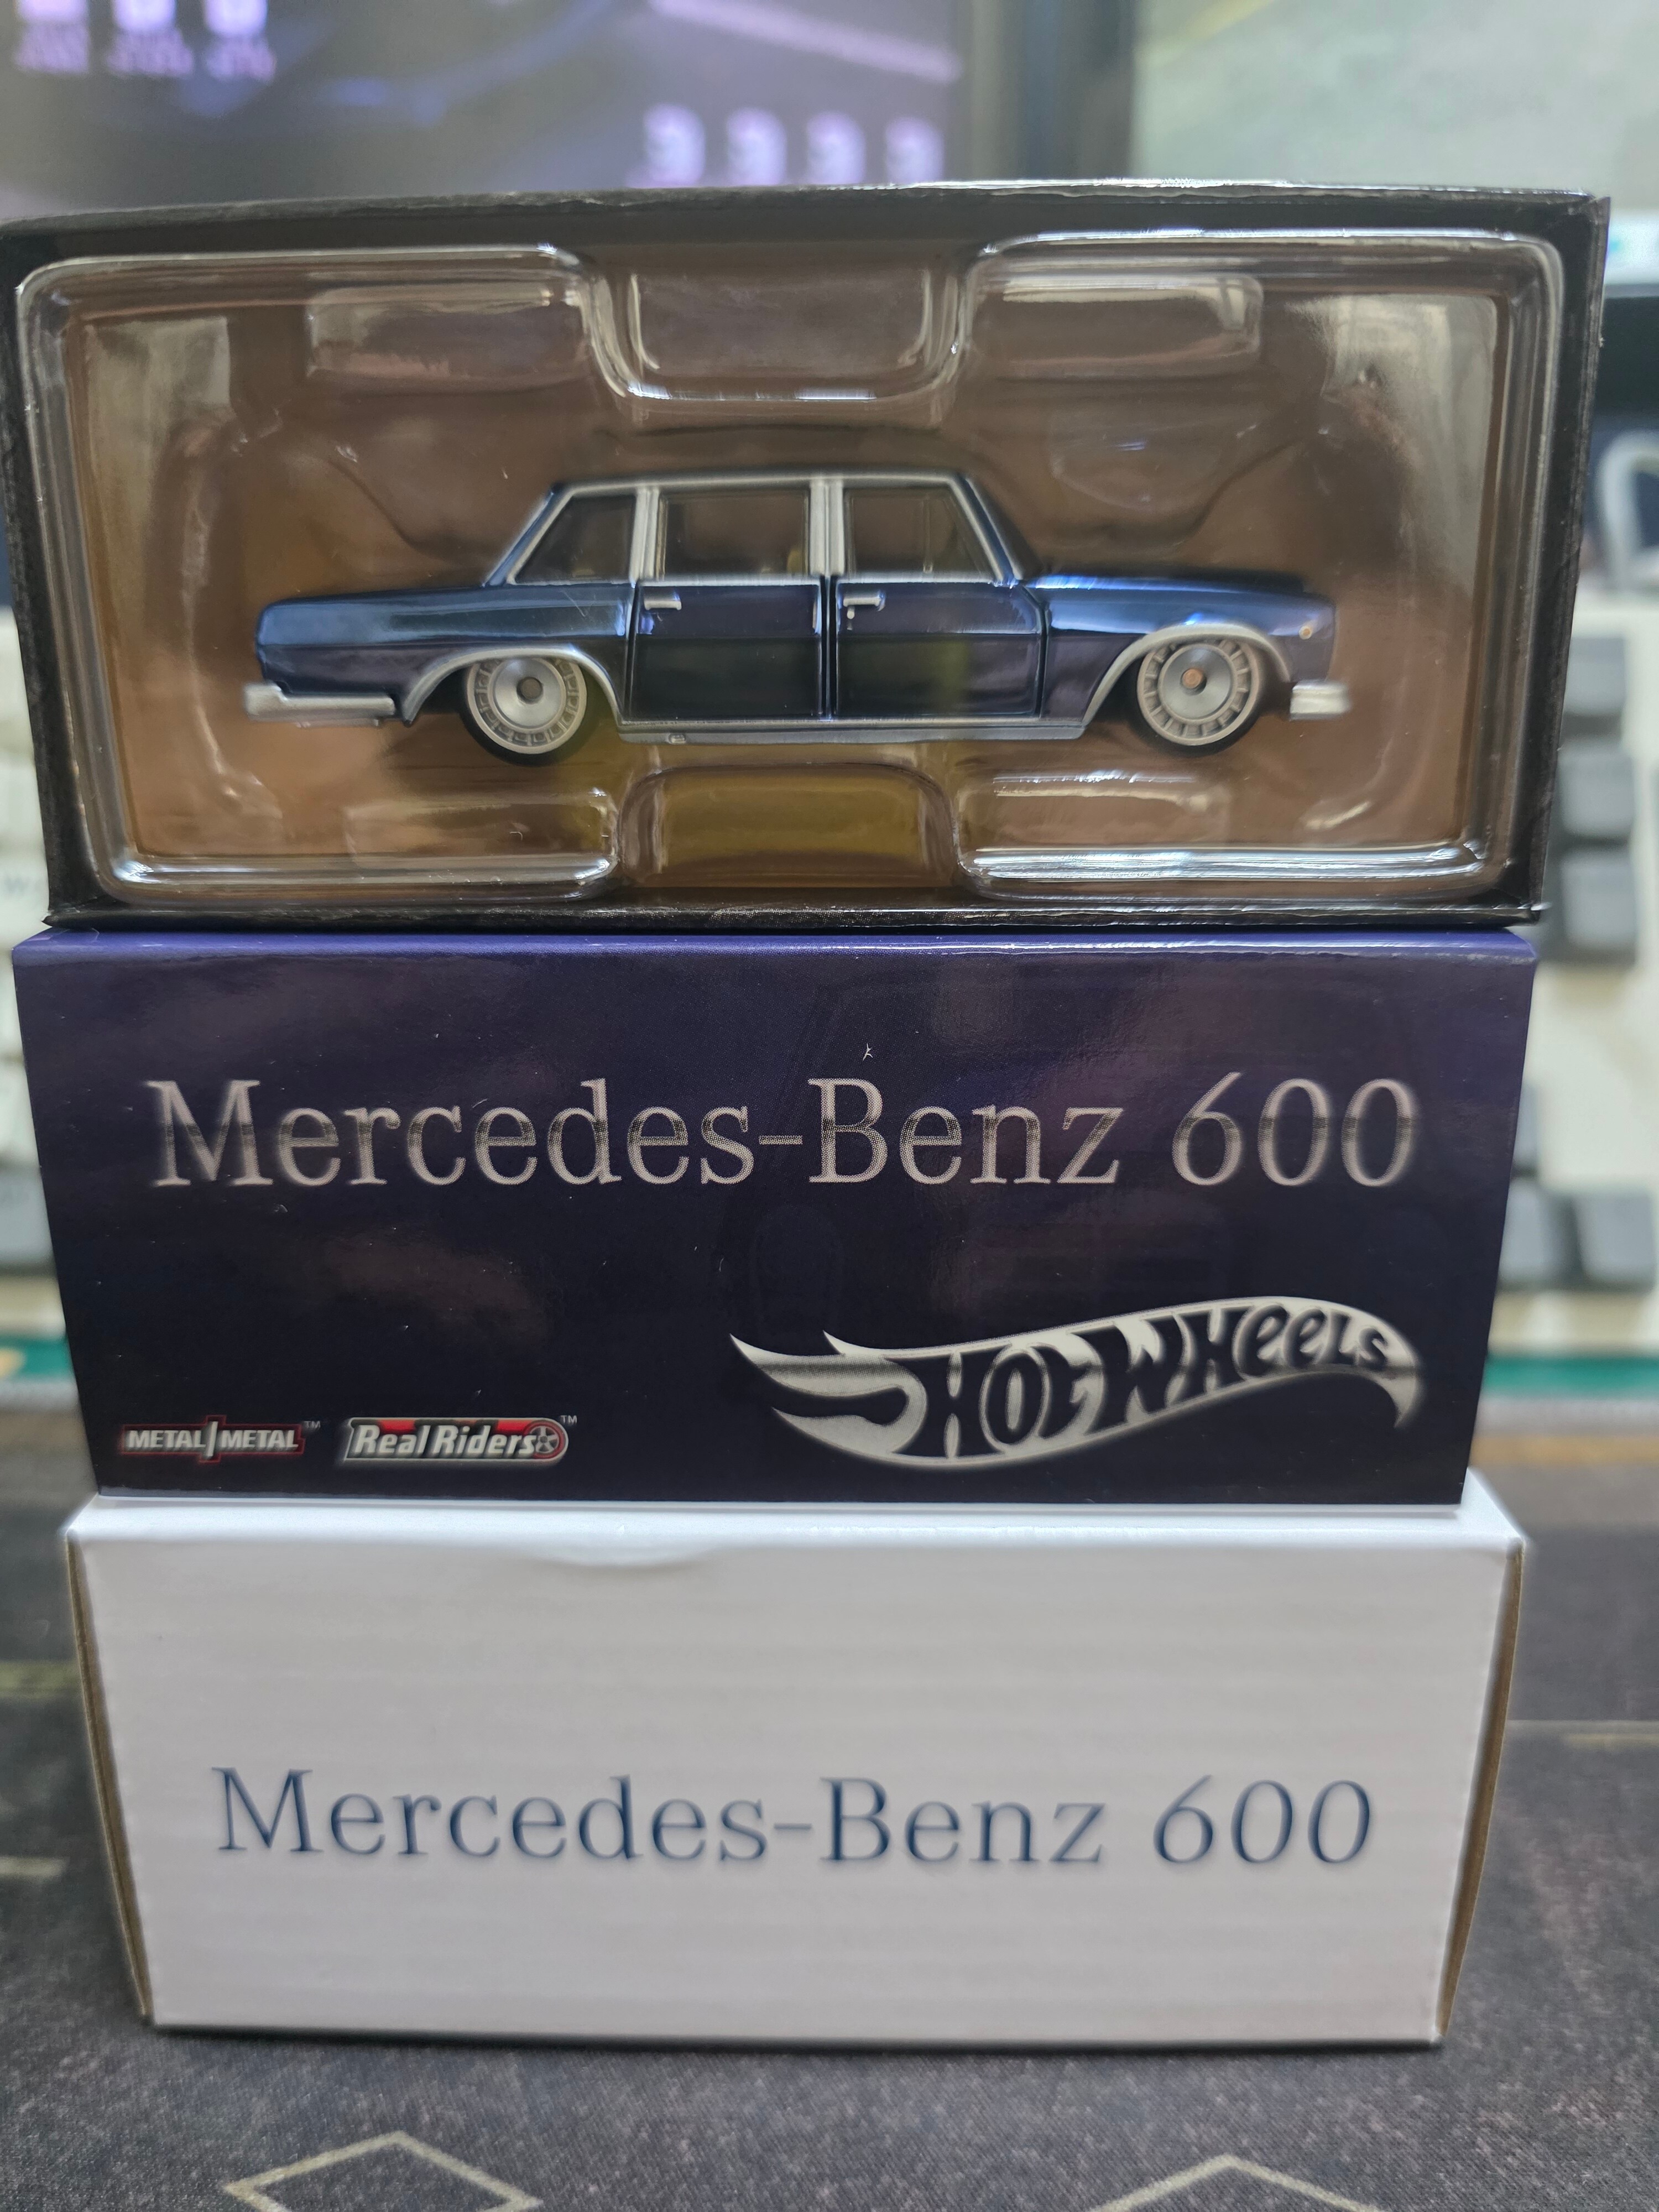 Mercedes-Benz 600
HOT WHEELS
METAL METAL™
Real Riders™
Mercedes-Benz 600